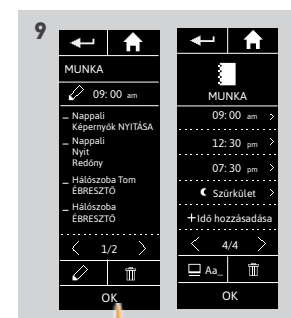 9
MUNKA
09: 00 am
– Nappali
Képernyők NYITÁSA
– Nappali
Nyit
Redőny
– Hálószoba Tom
ÉBRESZTŐ
– Hálószoba
ÉBRESZTŐ
< 1/2 >
OK
MUNKA
09: 00 am >
12: 30 pm >
07: 30 pm >
Szürkület >
+Idő hozzáadása
< 4/4 >
Aa_
OK